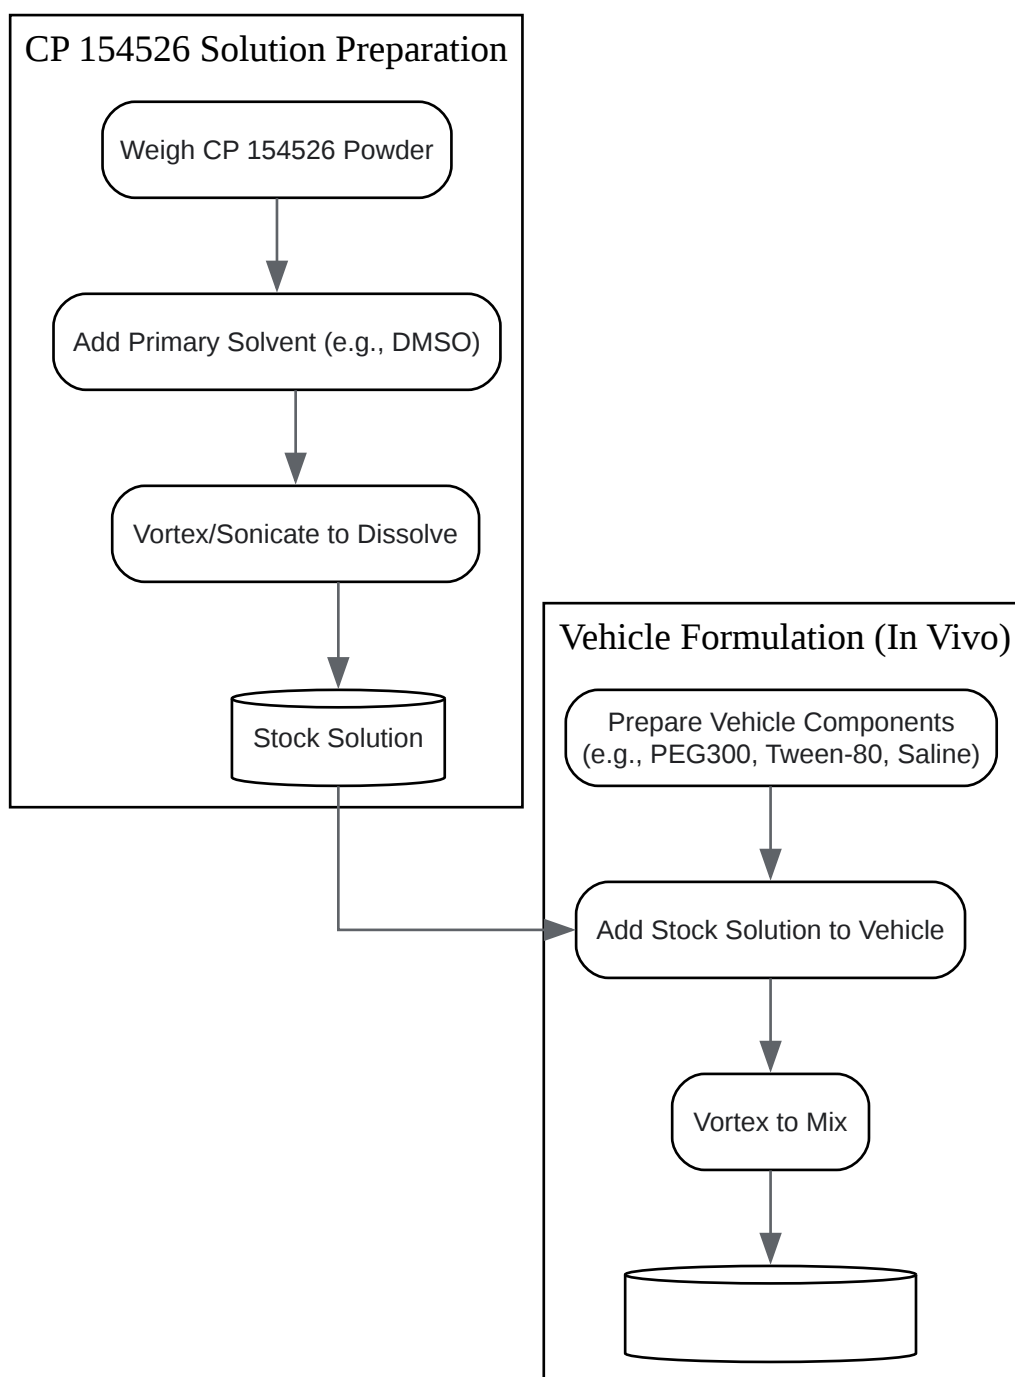 CP 154526 Solution Preparation
Weigh CP 154526 Powder
Add Primary Solvent (e.g., DMSO)
Vortex/Sonicate to Dissolve
Stock Solution
Vehicle Formulation (In Vivo)
Prepare Vehicle Components
(e.g., PEG300, Tween-80, Saline)
Add Stock Solution to Vehicle
Vortex to Mix